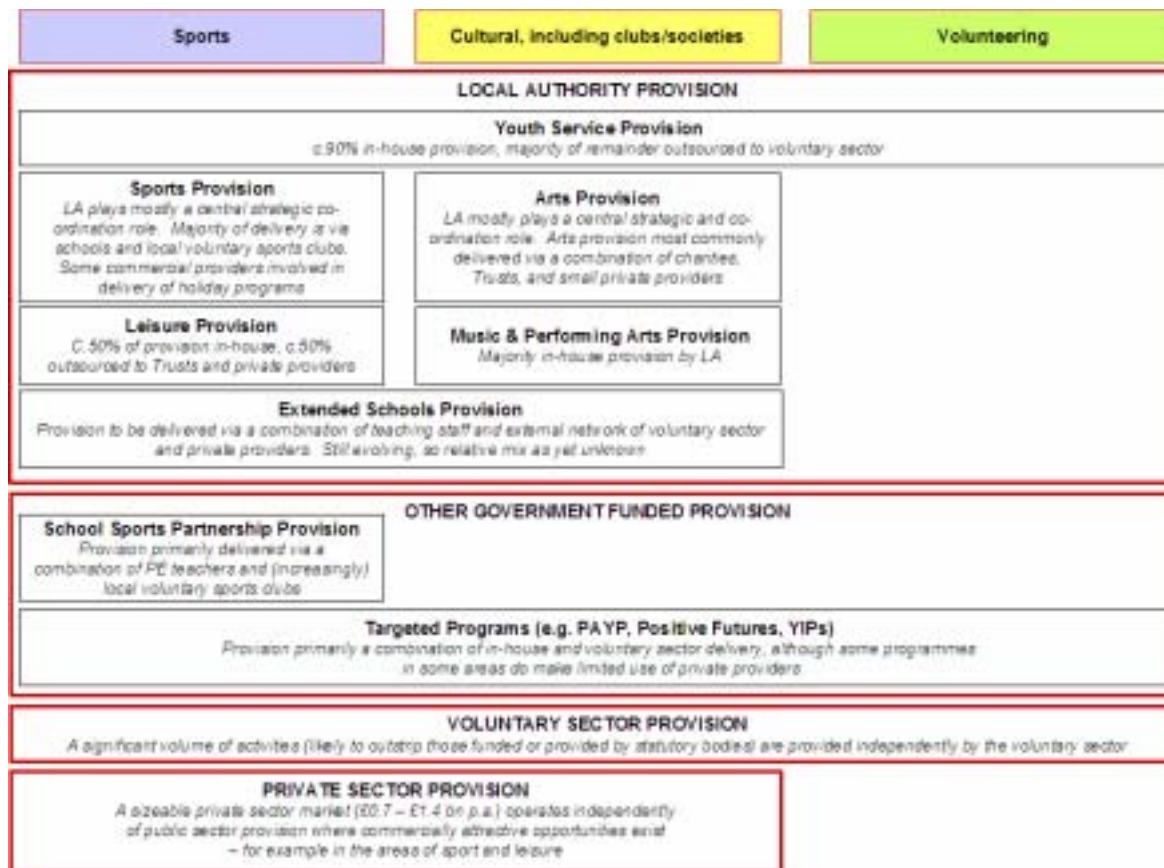 Sports
Cultural, including clubs/societies
Volunteering
LOCAL AUTHORITY PROVISION
Youth Service Provision
c.90% in-house provision, majority of remainder outsourced to voluntary sector
Sports Provision
LA plays mostly a central strategic co-
ordination role. Majority of delivery is via
schools and local voluntary sports clubs.
Some commercial providers involved in
delivery of holiday programs
Arts Provision
LA mostly plays a central strategic and co-
ordination role. Arts provision most commonly
delivered via a combination of charities,
Trusts, and small private providers
Leisure Provision
C.50% of provision in-house, c.50%
outsourced to Trusts and private providers
Music & Performing Arts Provision
Majority in-house provision by LA
Extended Schools Provision
Provision to be delivered via a combination of teaching staff and external network of voluntary sector
and private providers. Still evolving, so relative mix as yet unknown
OTHER GOVERNMENT FUNDED PROVISION
School Sports Partnership Provision
Provision primarily delivered via a
combination of PE teachers and (increasingly)
local voluntary sports clubs
Targeted Programs (e.g. PAYP, Positive Futures, YIPs)
Provision primarily a combination of in-house and voluntary sector delivery, although some programmes
in some areas do make limited use of private providers
VOLUNTARY SECTOR PROVISION
A significant volume of activities (likely to outstrip those funded or provided by statutory bodies) are provided independently by the voluntary sector
PRIVATE SECTOR PROVISION
A sizeable private sector market (£0.7 – £1.4 bn p.a.) operates independently
of public sector provision where commercially attractive opportunities exist
– for example in the areas of sport and leisure